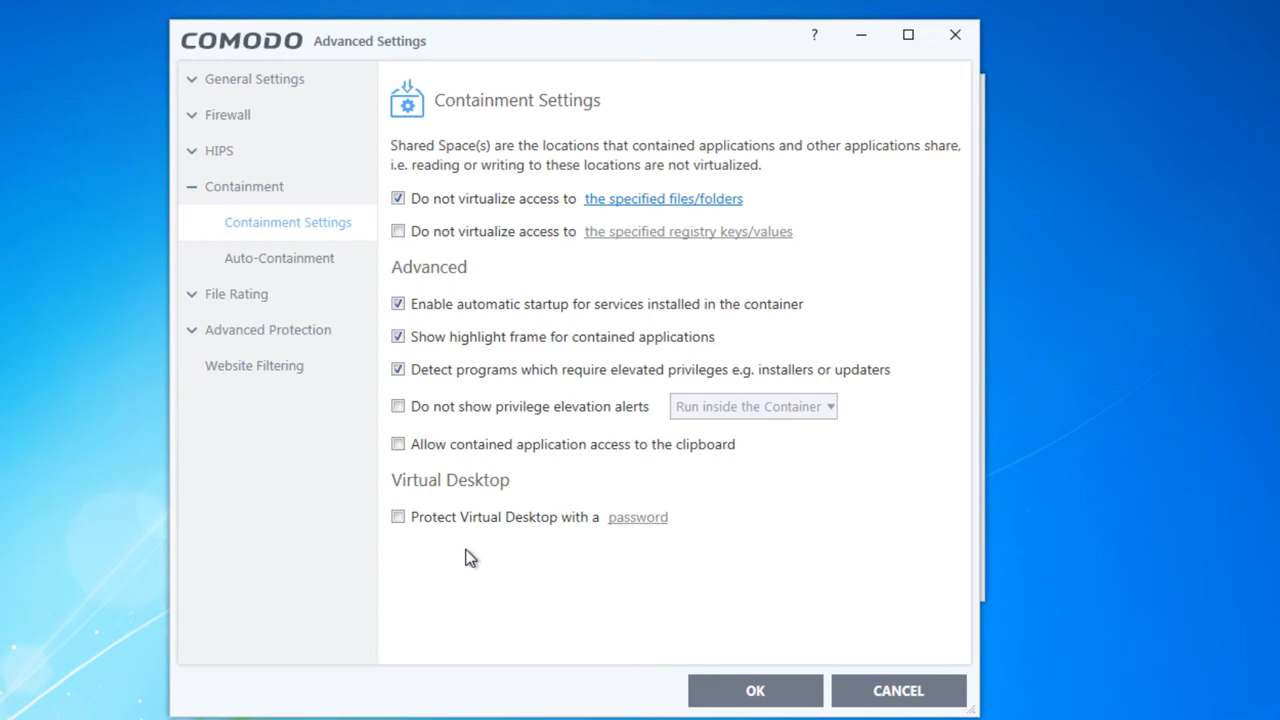 COMODO Advanced Settings ?
General Settings
Firewall
HIPS
Containment
Containment Settings
Auto-Containment
File Rating
Advanced Protection
Website Filtering
Containment Settings
Shared Space(s) are the locations that contained applications and other applications share,
i.e. reading or writing to these locations are not virtualized.
Do not virtualize access to the specified files/folders
Do not virtualize access to the specified registry keys/values
Advanced
Enable automatic startup for services installed in the container
Show highlight frame for contained applications
Detect programs which require elevated privileges e.g. installers or updaters
Do not show privilege elevation alerts Run inside the Container
Allow contained application access to the clipboard
Virtual Desktop
Protect Virtual Desktop with a password
OK CANCEL